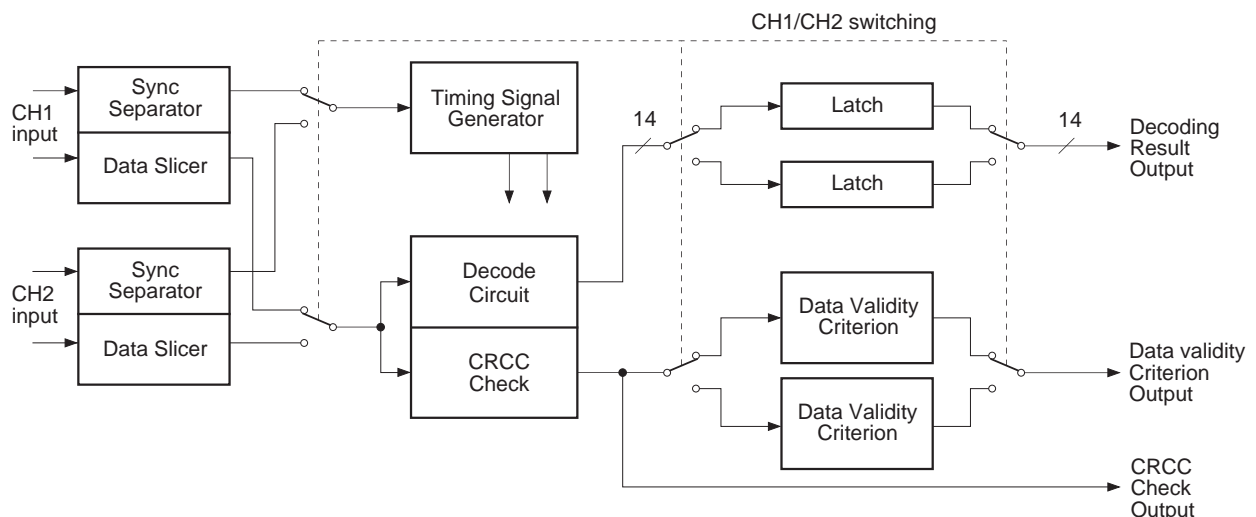 CH1/CH2 switching
CH1
input
Sync
Separator
Data Slicer
Timing Signal
Generator
14
Latch
Latch
14
Decoding
Result
Output
CH2
input
Sync
Separator
Data Slicer
Decode
Circuit
CRCC
Check
Data Validity
Criterion
Data Validity
Criterion
Data validity
Criterion
Output
CRCC
Check
Output